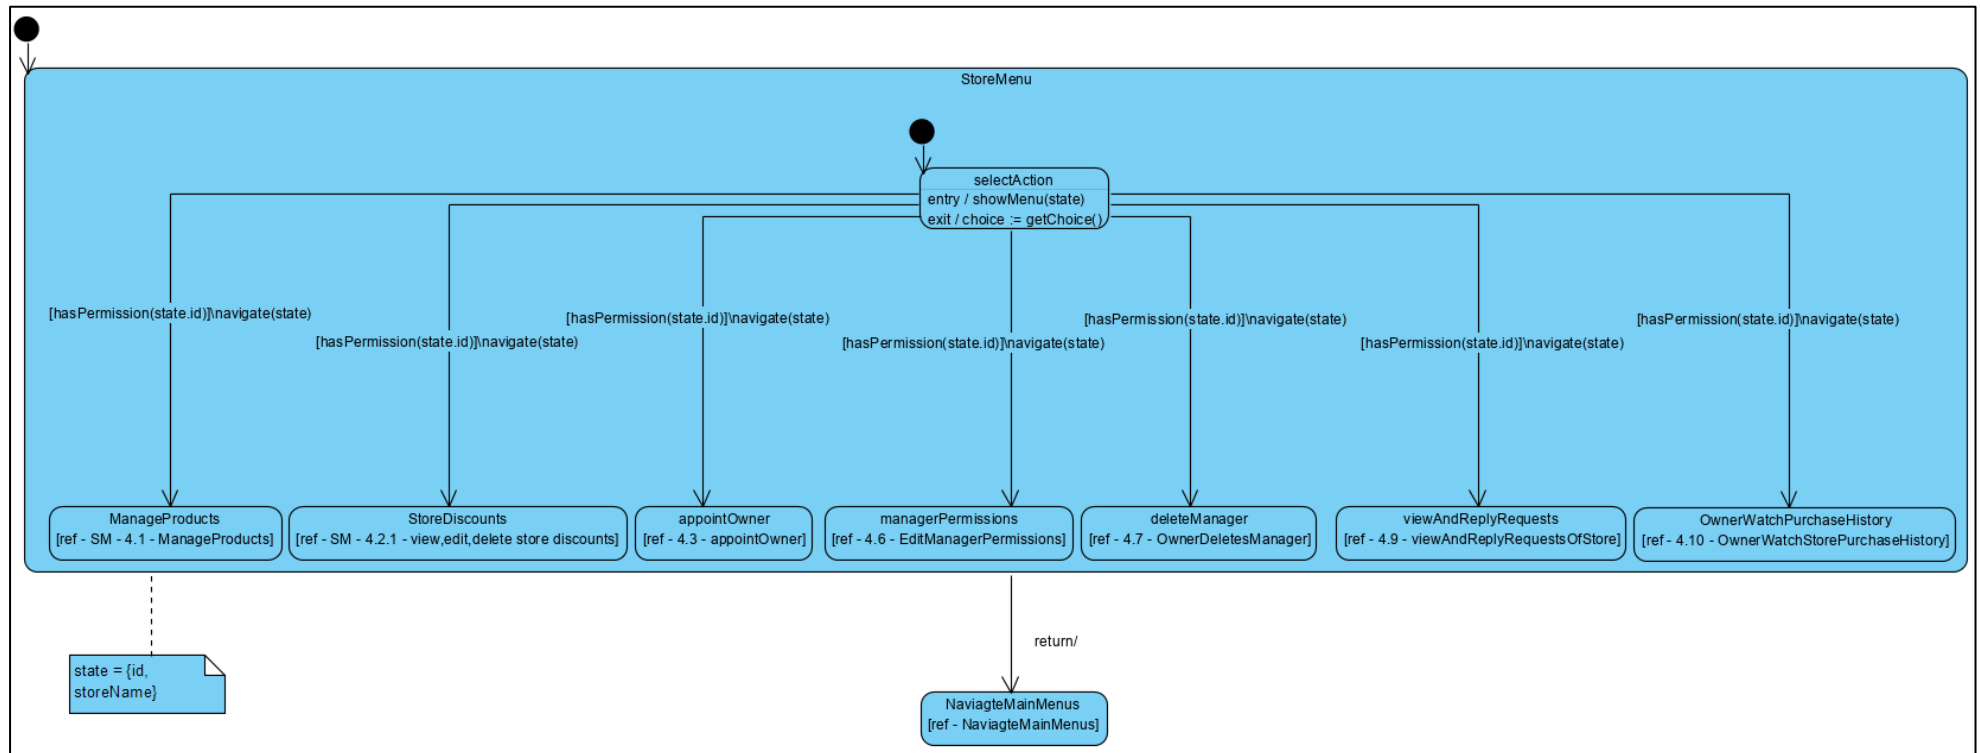 StoreMenu
selectAction
entry / showMenu(state)
exit / choice := getChoice()
[hasPermission(state.id)]\navigate(state)
[hasPermission(state.id)]\navigate(state)
[hasPermission(state.id)]\navigate(state)
[hasPermission(state.id)]\navigate(state)
[hasPermission(state.id)]\navigate(state)
[hasPermission(state.id)]\navigate(state)
[hasPermission(state.id)]\navigate(state)
ManageProducts
[ref - SM - 4.1 - ManageProducts]
StoreDiscounts
[ref - SM - 4.2.1 - view,edit,delete store discounts]
appointOwner
[ref - 4.3 - appointOwner]
managerPermissions
[ref - 4.6 - EditManagerPermissions]
deleteManager
[ref - 4.7 - OwnerDeletesManager]
viewAndReplyRequests
[ref - 4.9 - viewAndReplyRequestsOfStore]
OwnerWatchPurchaseHistory
[ref - 4.10 - OwnerWatchStorePurchaseHistory]
return/
state = {id,
storeName}
NaviagteMainMenus
[ref - NaviagteMainMenus]